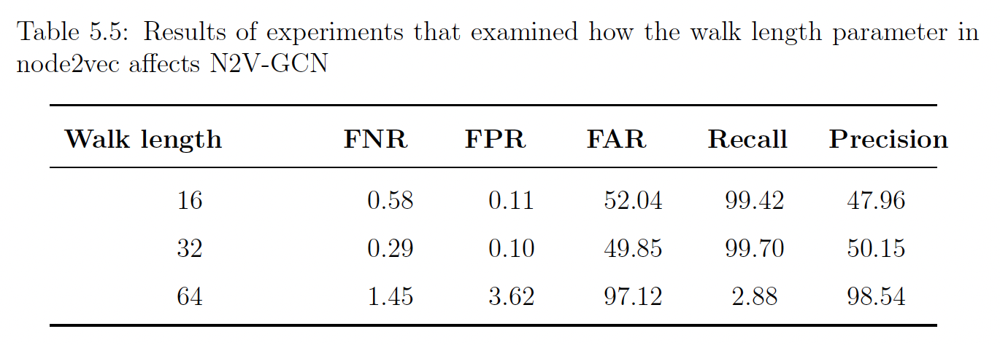 Table 5.5: Results of experiments that examined how the walk length parameter in
node2vec affects N2V-GCN
Walk length FNR FPR FAR Recall Precision
16 0.58 0.11 52.04 99.42 47.96
32 0.29 0.10 49.85 99.70 50.15
64 1.45 3.62 97.12 2.88 98.54